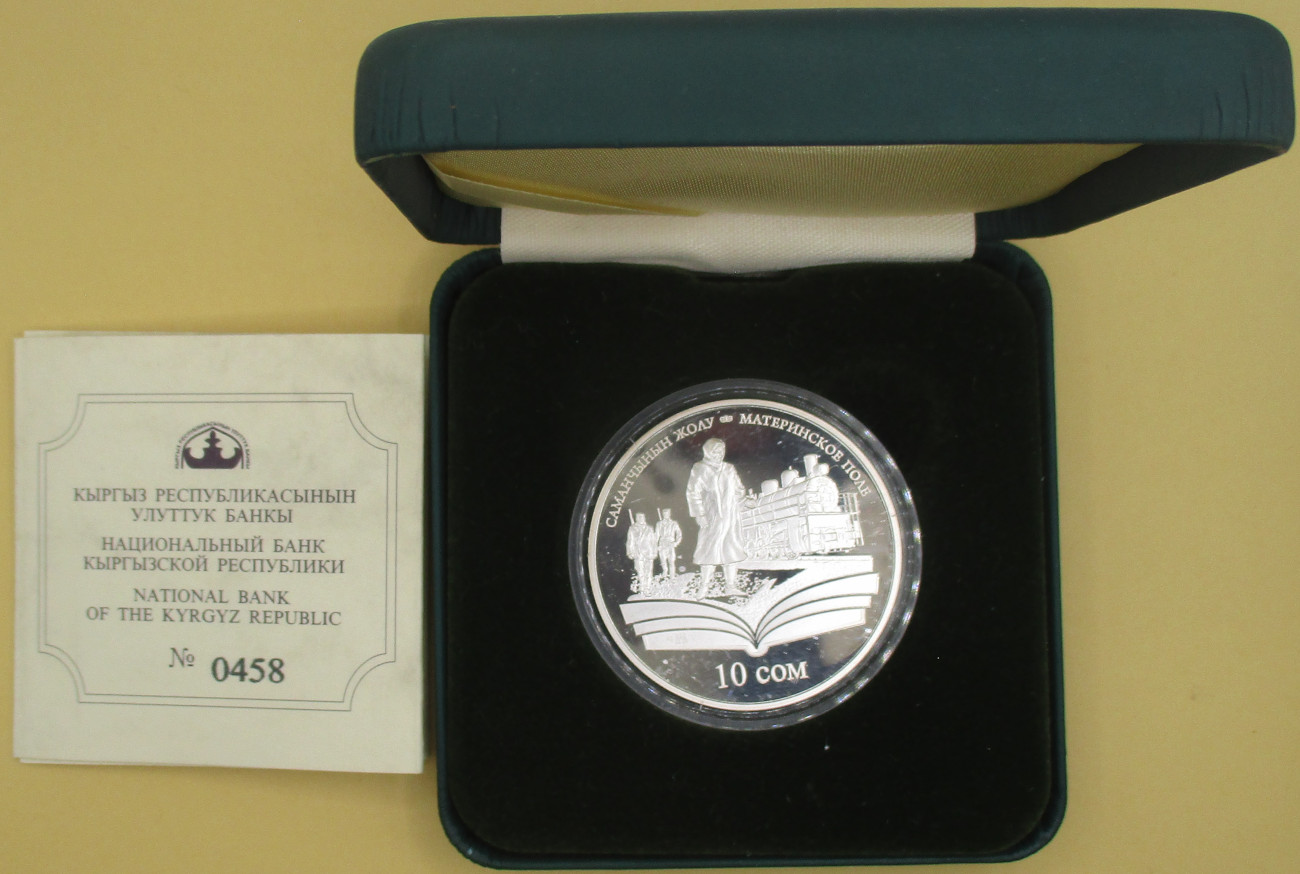 КЫРГЫЗ РЕСПУБЛИКАСЫНЫН
УЛУТТУК БАНКЫ
НАЦИОНАЛЬНЫЙ БАНК
КЫРГЫЗСКОЙ РЕСПУБЛИКИ
NATIONAL BANK
OF THE KYRGYZ REPUBLIC
№ 0458
САМАНЧЫНЫН ЖОЛУ МАТЕРИНСКОЕ ПОЛЕ
10 СОМ